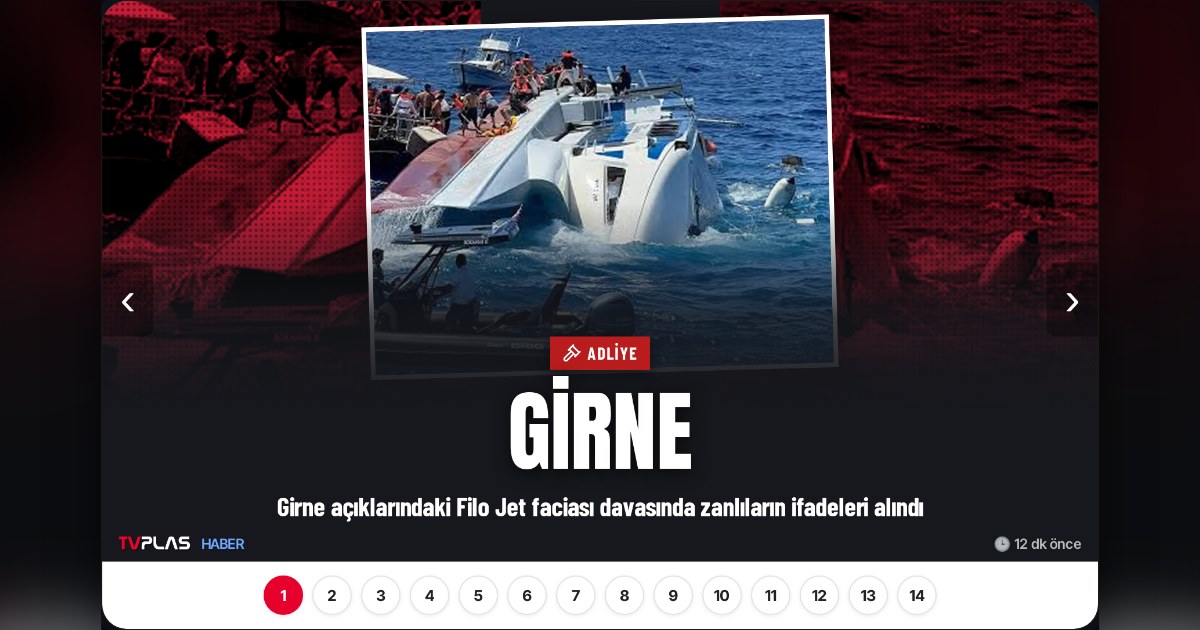 ADLİYE
GİRNE
Girne açıklarındaki Filo Jet faciası davasında zanlıların ifadeleri alındı
TVPLAS HABER
12 dk önce
1 2 3 4 5 6 7 8 9 10 11 12 13 14